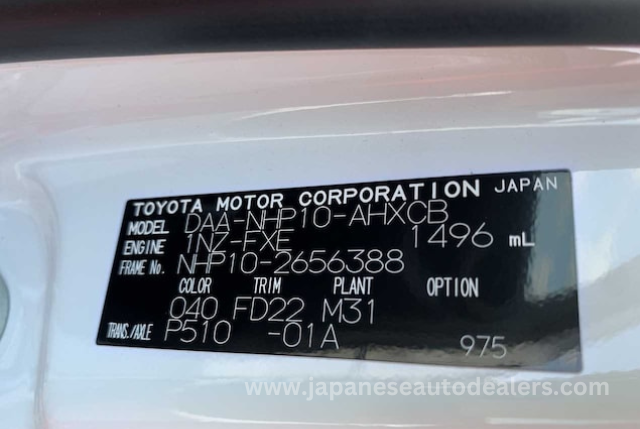 TOYOTA MOTOR CORPORATION JAPAN
MODEL DAA-NHP10-AHXCB
ENGINE 1NZ-FXE 1496 mL
FRAME No. NHP10-2656388
COLOR TRIM PLANT OPTION
040 FD22 M31
TRANS./AXLE P510 -01A 975
www.japaneseautodealers.com